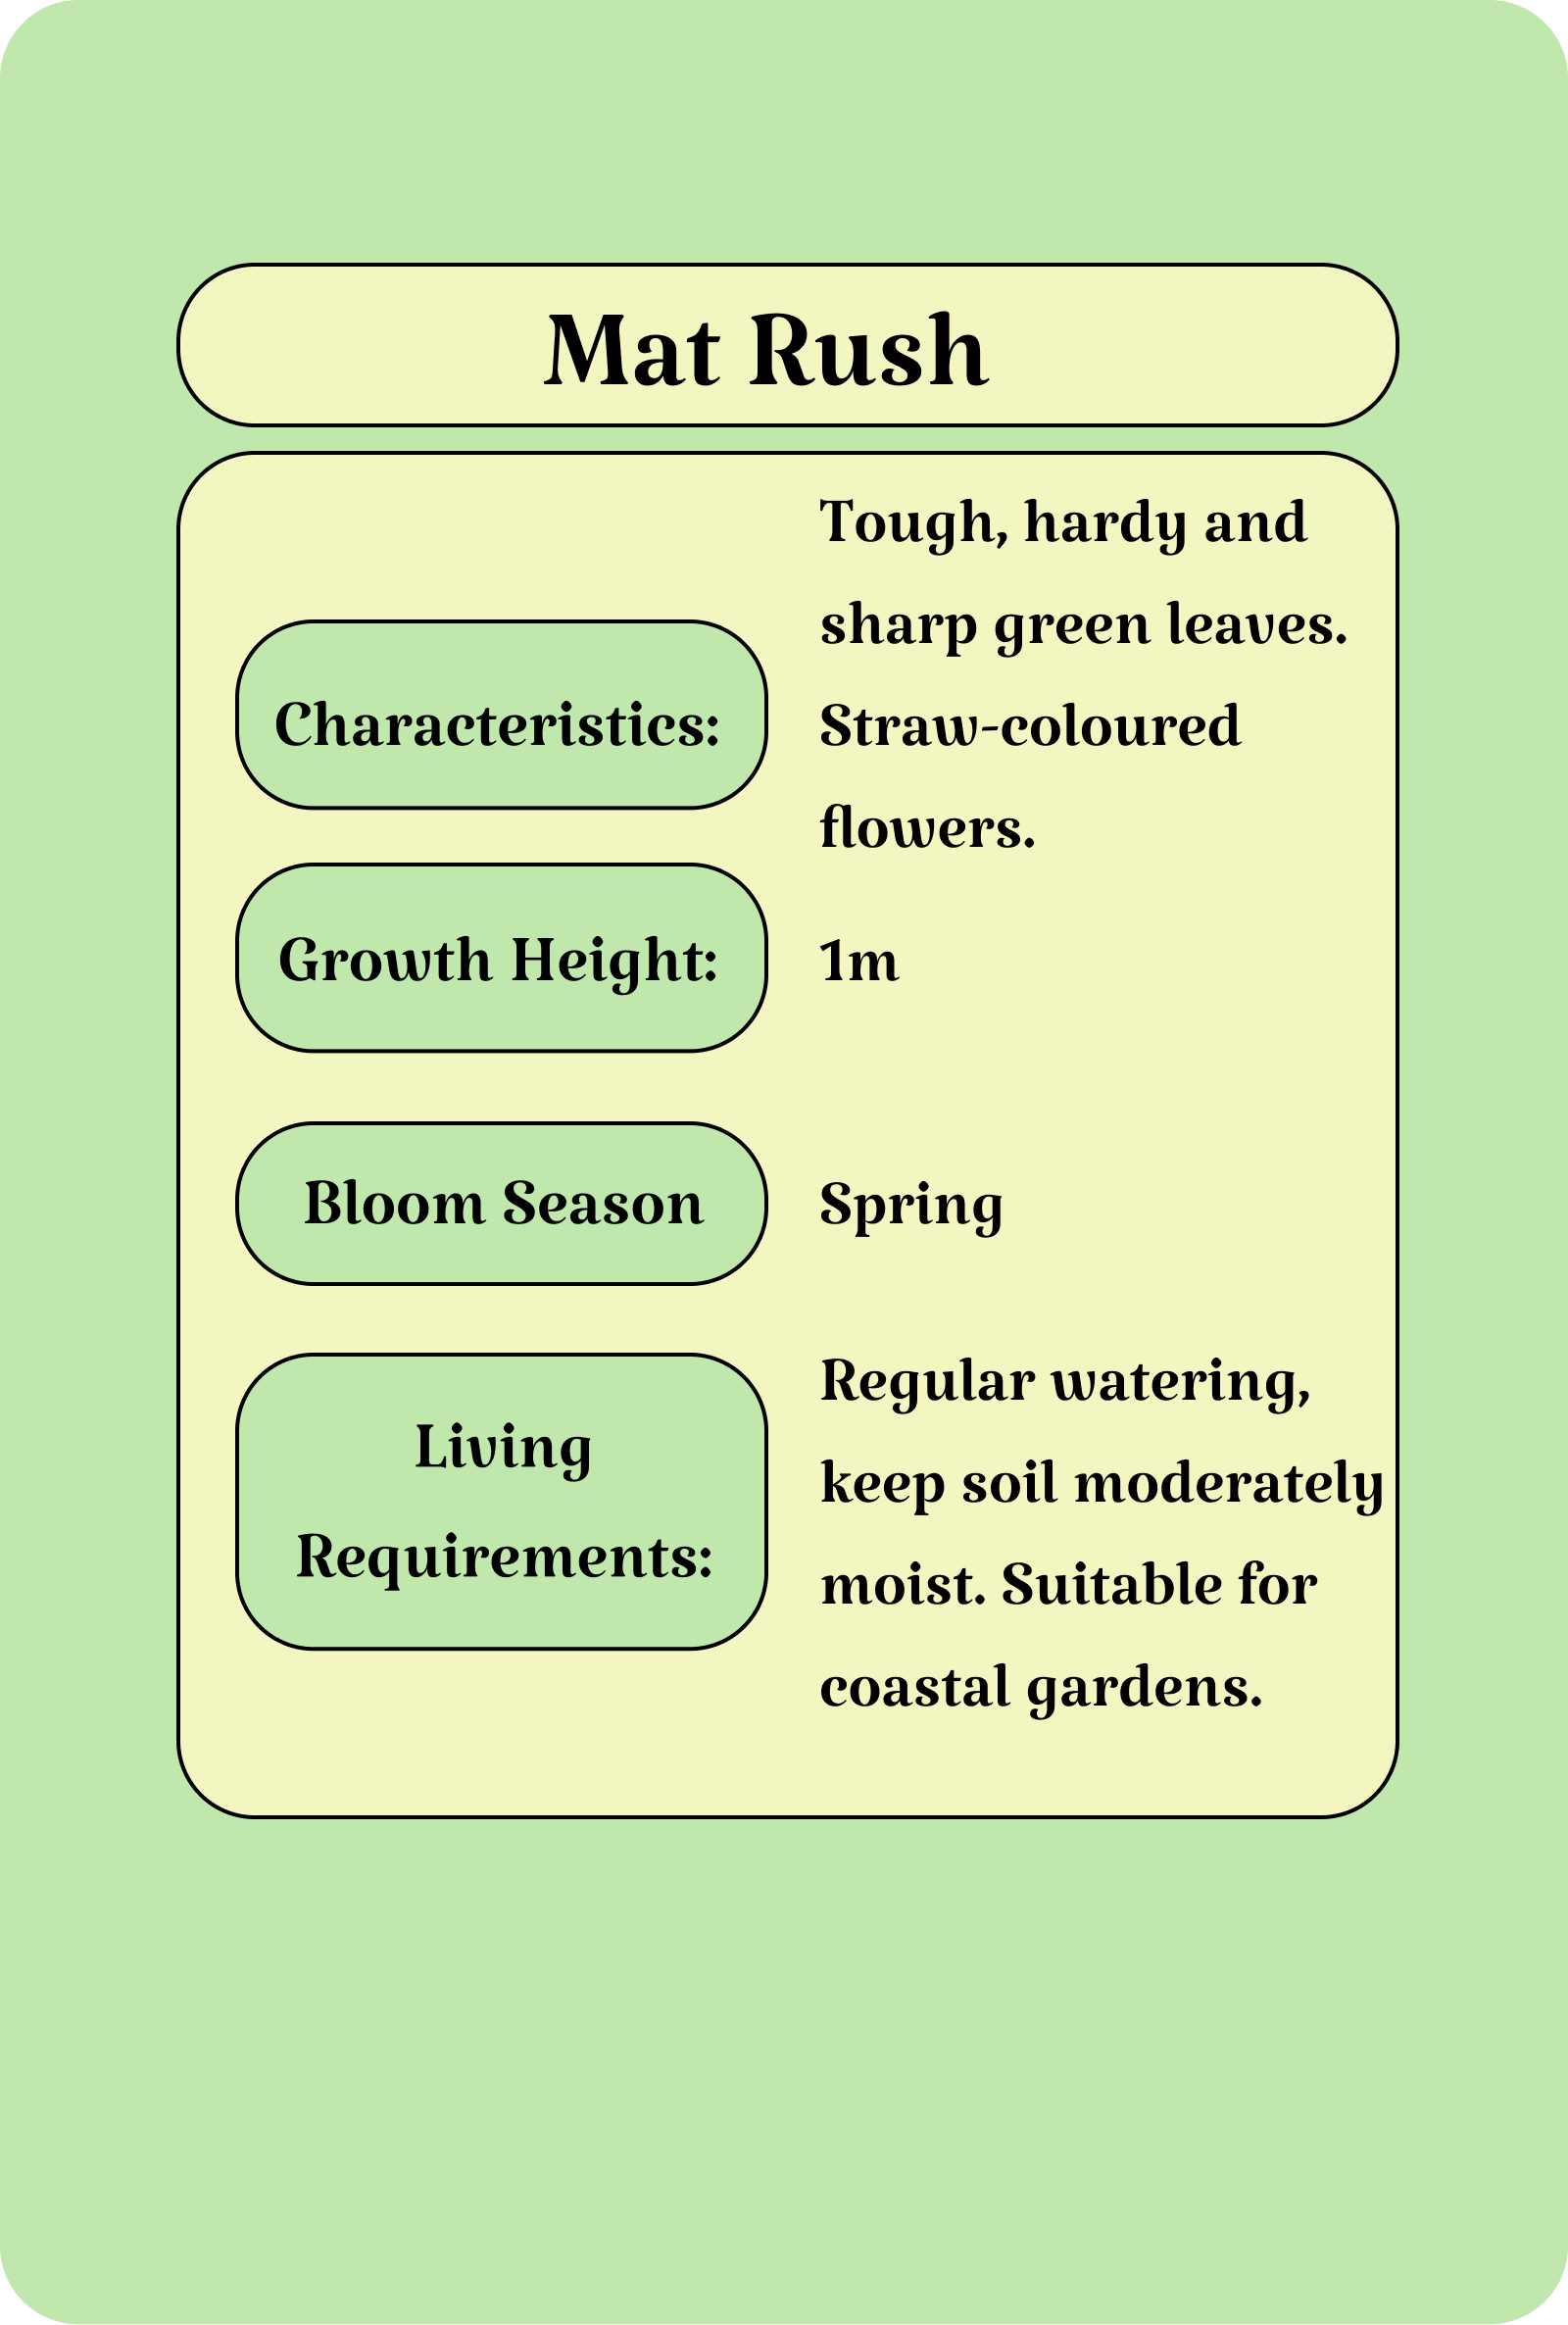 Mat Rush
Characteristics:
Tough, hardy and
sharp green leaves.
Straw-coloured
flowers.
Growth Height:
1m
Bloom Season
Spring
Living
Requirements:
Regular watering,
keep soil moderately
moist. Suitable for
coastal gardens.